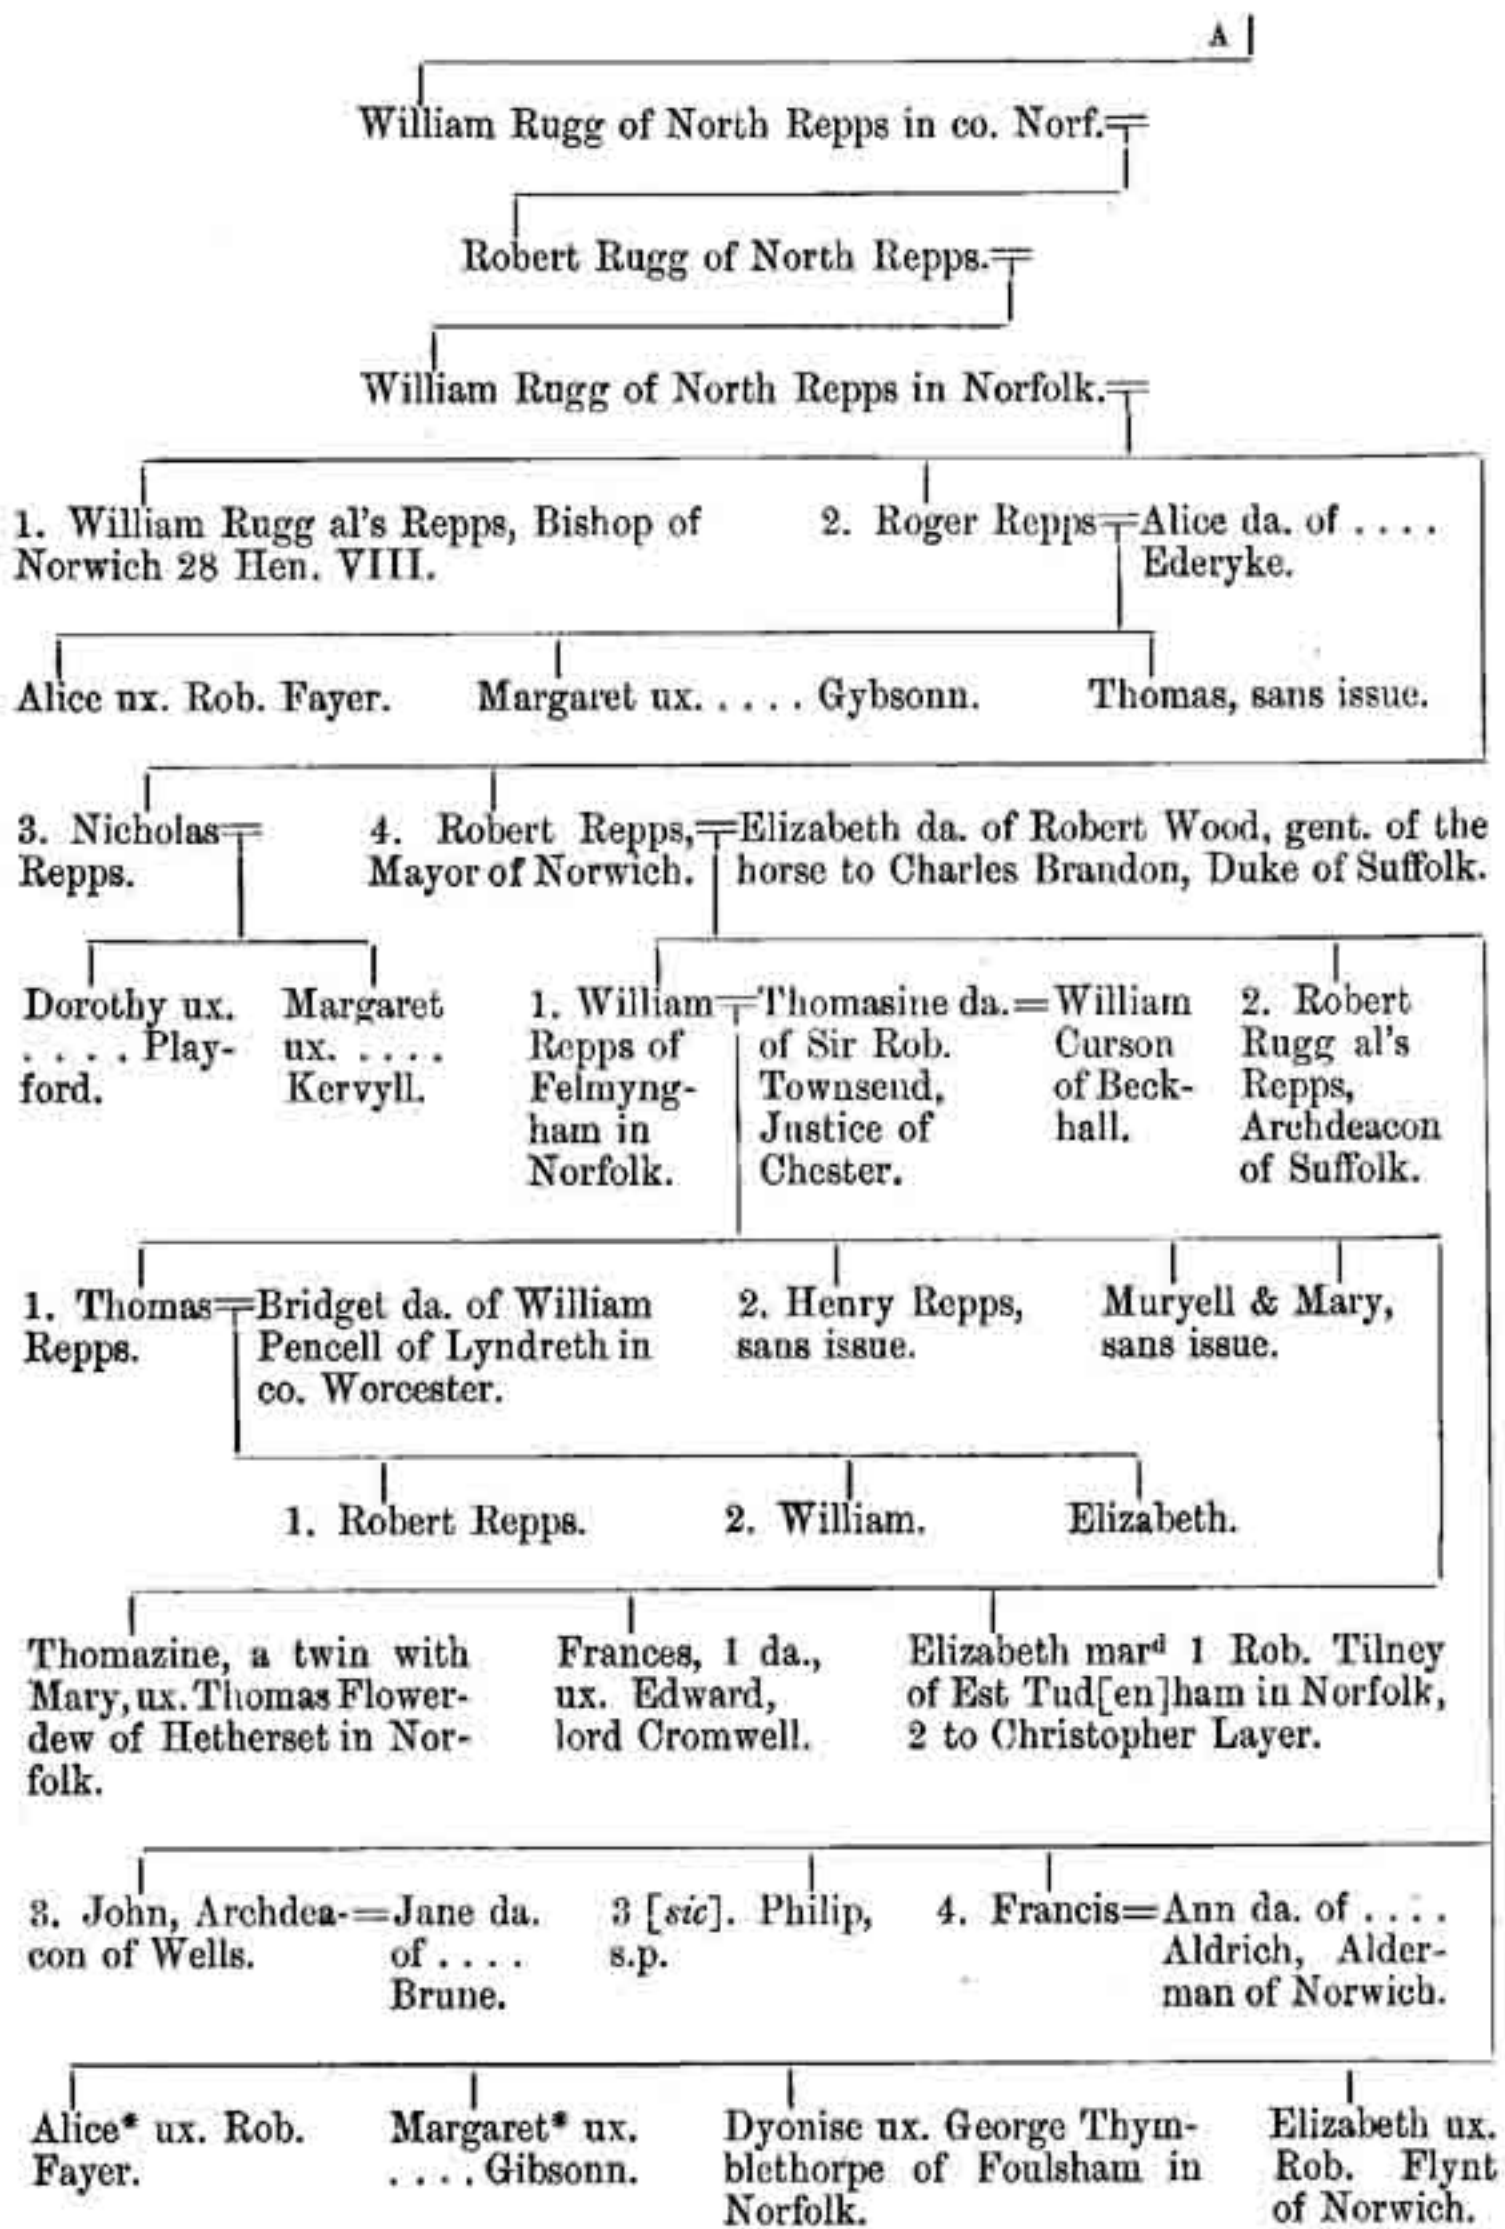 A
William Rugg of North Repps in co. Norf.
Robert Rugg of North Repps.
William Rugg of North Repps in Norfolk.
1. William Rugg al's Repps, Bishop of
Norwich 28 Hen. VIII.
2. Roger Repps
Alice da. of . . . .
Ederyke.
Alice ux. Rob. Fayer.
Margaret ux. . . . . Gybsonn.
Thomas, sans issue.
3. Nicholas
Repps.
4. Robert Repps,
Mayor of Norwich.
Elizabeth da. of Robert Wood, gent. of the
horse to Charles Brandon, Duke of Suffolk.
Dorothy ux.
. . . . Play-
ford.
Margaret
ux. . . . .
Kervyll.
1. William
Repps of
Felmyng-
ham in
Norfolk.
Thomasine da.
of Sir Rob.
Townsend,
Justice of
Chester.
=William
Curson
of Beck-
hall.
2. Robert
Rugg al's
Repps,
Archdeacon
of Suffolk.
1. Thomas
Repps.
Bridget da. of William
Pencell of Lyndreth in
co. Worcester.
2. Henry Repps,
sans issue.
Muryell & Mary,
sans issue.
1. Robert Repps.
2. William.
Elizabeth.
Thomazine, a twin with
Mary, ux. Thomas Flower-
dew of Hetherset in Nor-
folk.
Frances, 1 da.,
ux. Edward,
lord Cromwell.
Elizabeth marᵈ 1 Rob. Tilney
of Est Tud[en]ham in Norfolk,
2 to Christopher Layer.
3. John, Archdea-
con of Wells.
=Jane da.
of . . . .
Brune.
3 [sic]. Philip,
s.p.
4. Francis
=Ann da. of . . . .
Aldrich, Alder-
man of Norwich.
Alice* ux. Rob.
Fayer.
Margaret* ux.
. . . . Gibsonn.
Dyonise ux. George Thym-
blethorpe of Foulsham in
Norfolk.
Elizabeth ux.
Rob. Flynt
of Norwich.